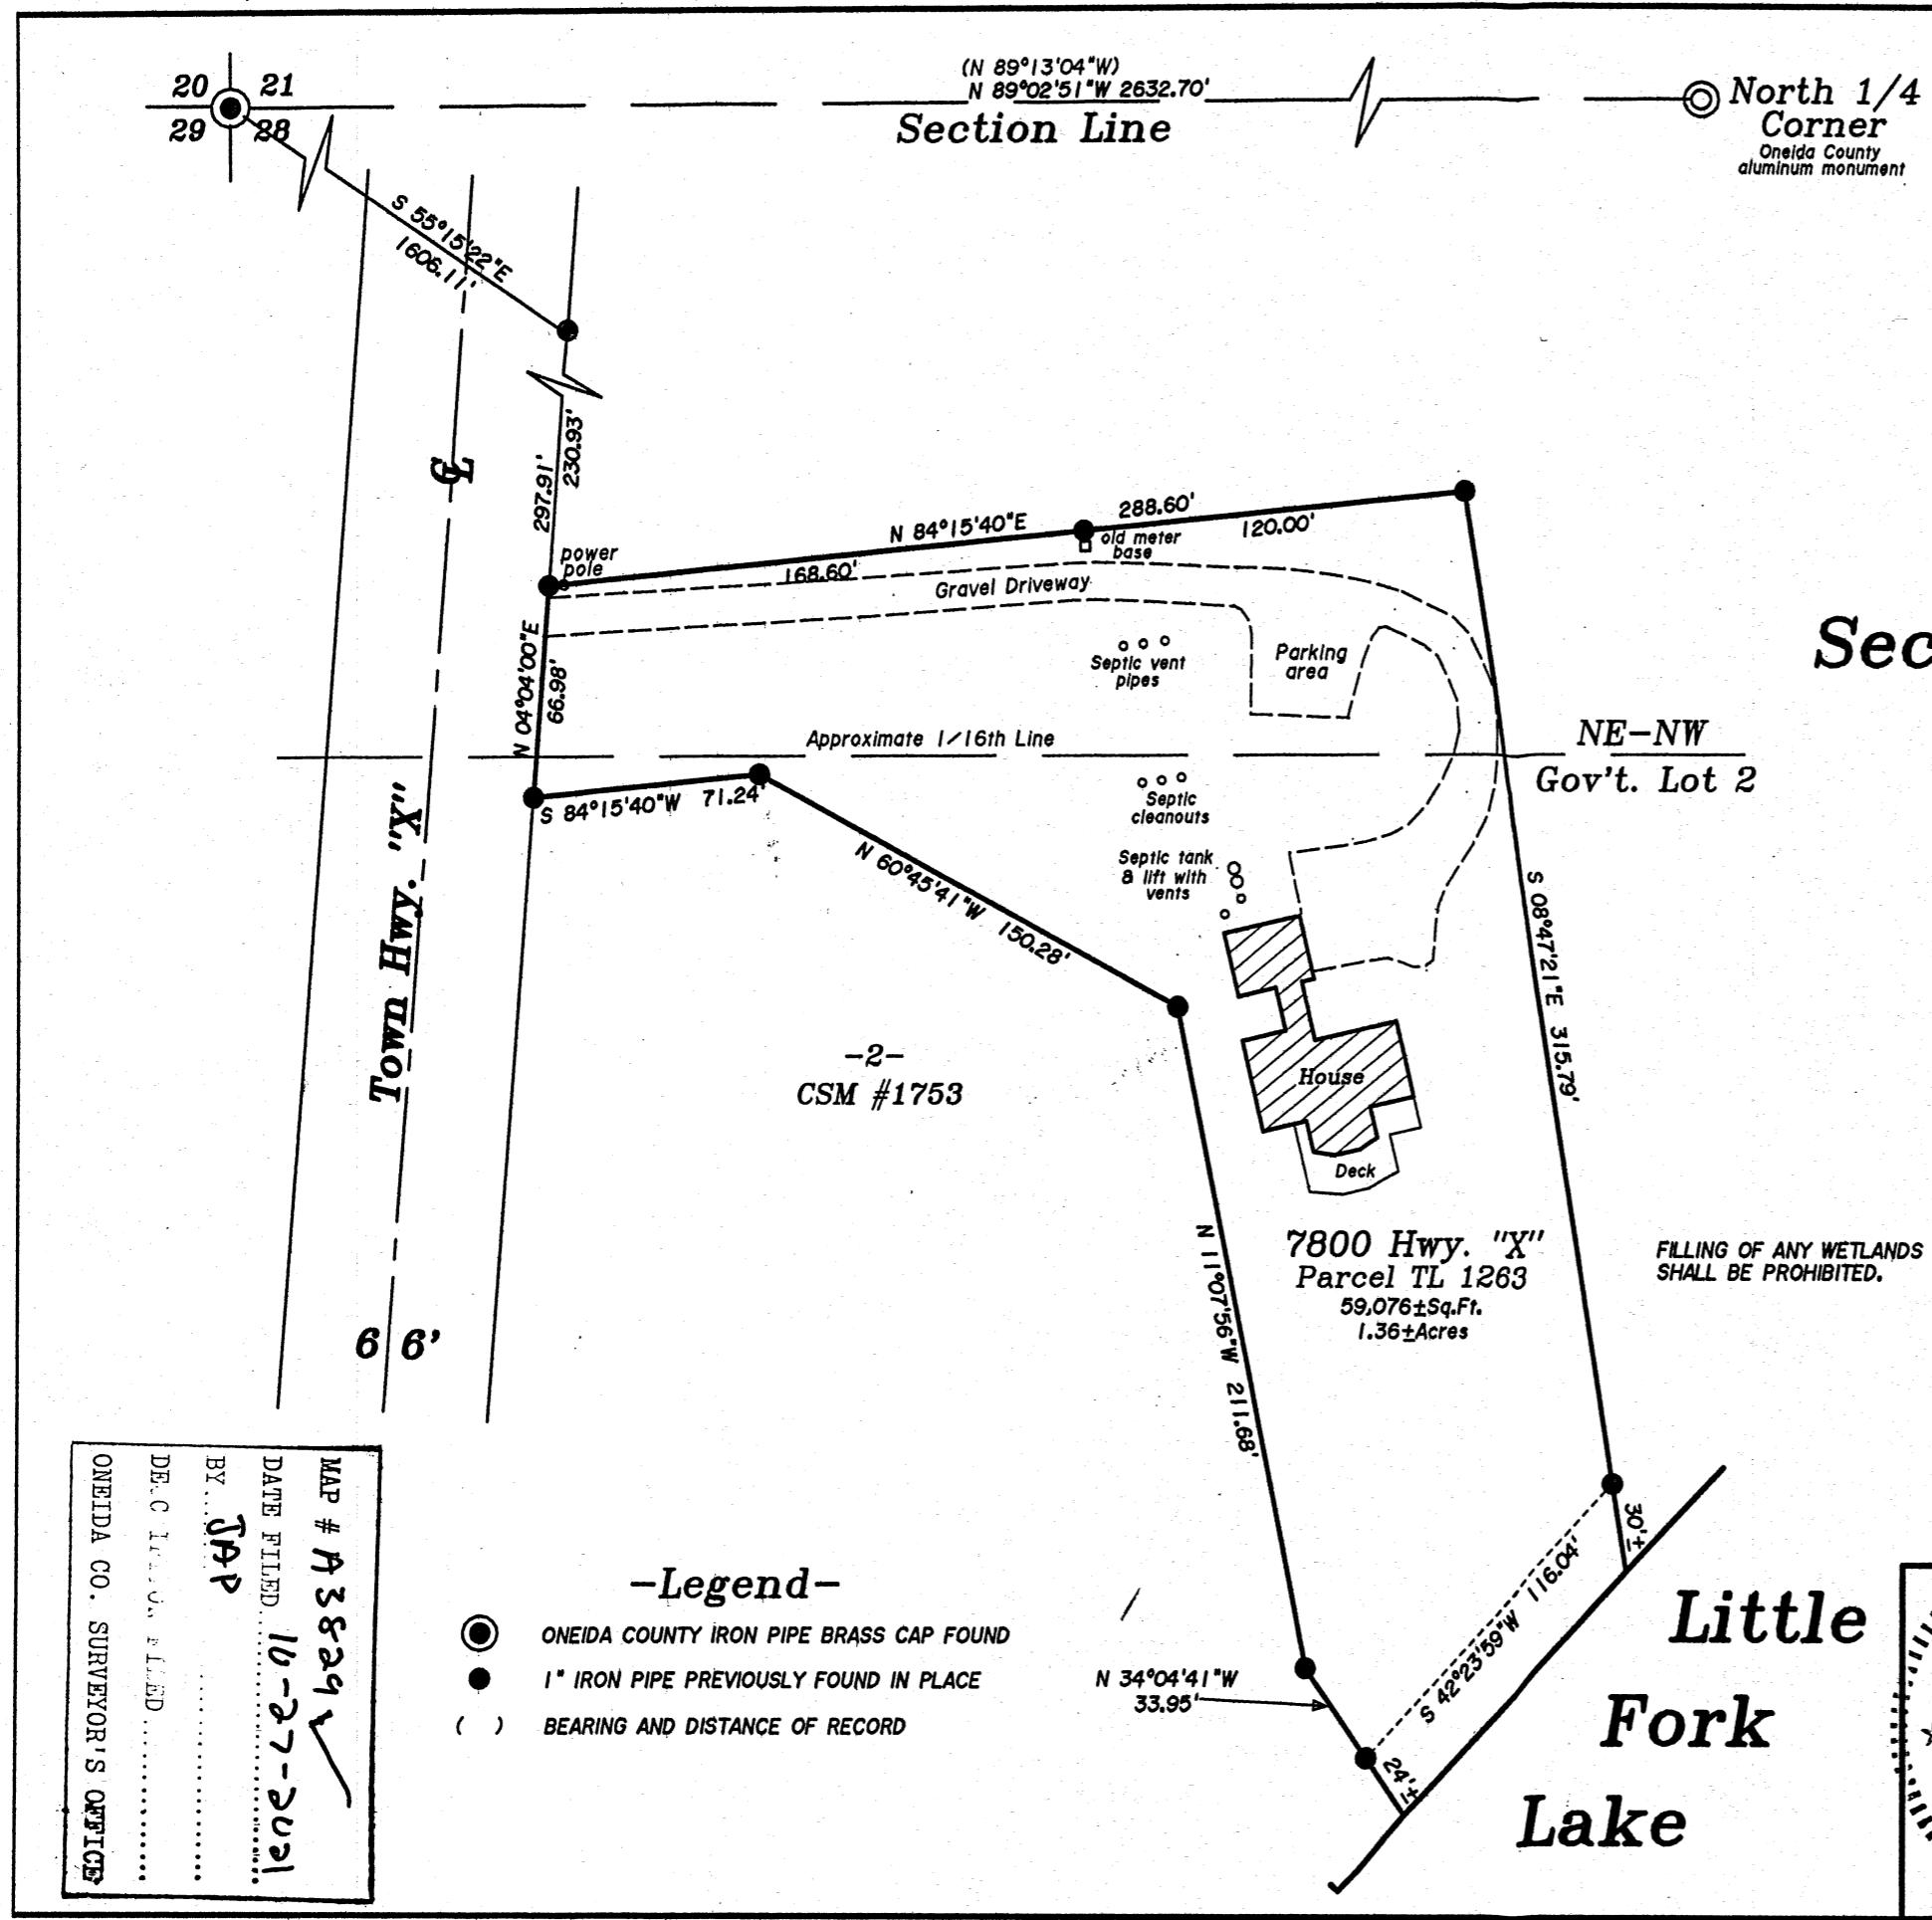 20 21
29 28
(N 89°13'04"W)
N 89°02'51"W 2632.70'
Section Line
North 1/4
Corner
Oneida County
aluminum monument
S 55°15'22"E
1606.11'
297.91'
230.93'
power
pole
N 84°15'40"E
288.60'
168.60'
120.00'
old meter
base
Gravel Driveway
N 04°04'00"E
66.98'
Septic vent
pipes
Parking
area
Sec
Approximate 1/16th Line
NE-NW
Gov't. Lot 2
S 84°15'40"W 71.24'
Septic
cleanouts
N 60°45'41"W 150.28'
Septic tank
& lift with
vents
S 08°47'21"E 315.79'
Town Hwy. "X"
-2-
CSM #1753
House
Deck
N 11°07'56"W 211.68'
7800 Hwy. "X"
Parcel TL 1263
59,076±Sq.Ft.
1.36±Acres
FILLING OF ANY WETLANDS
SHALL BE PROHIBITED.
66'
30'±
S 42°23'59"W 116.04'
N 34°04'41"W
33.95'
24'±
Little
Fork
Lake
-Legend-
ONEIDA COUNTY IRON PIPE BRASS CAP FOUND
1" IRON PIPE PREVIOUSLY FOUND IN PLACE
( ) BEARING AND DISTANCE OF RECORD
MAP # A3829
DATE FILED 10-27-2021
BY JAP
ONEIDA CO. SURVEYOR'S OFFICE